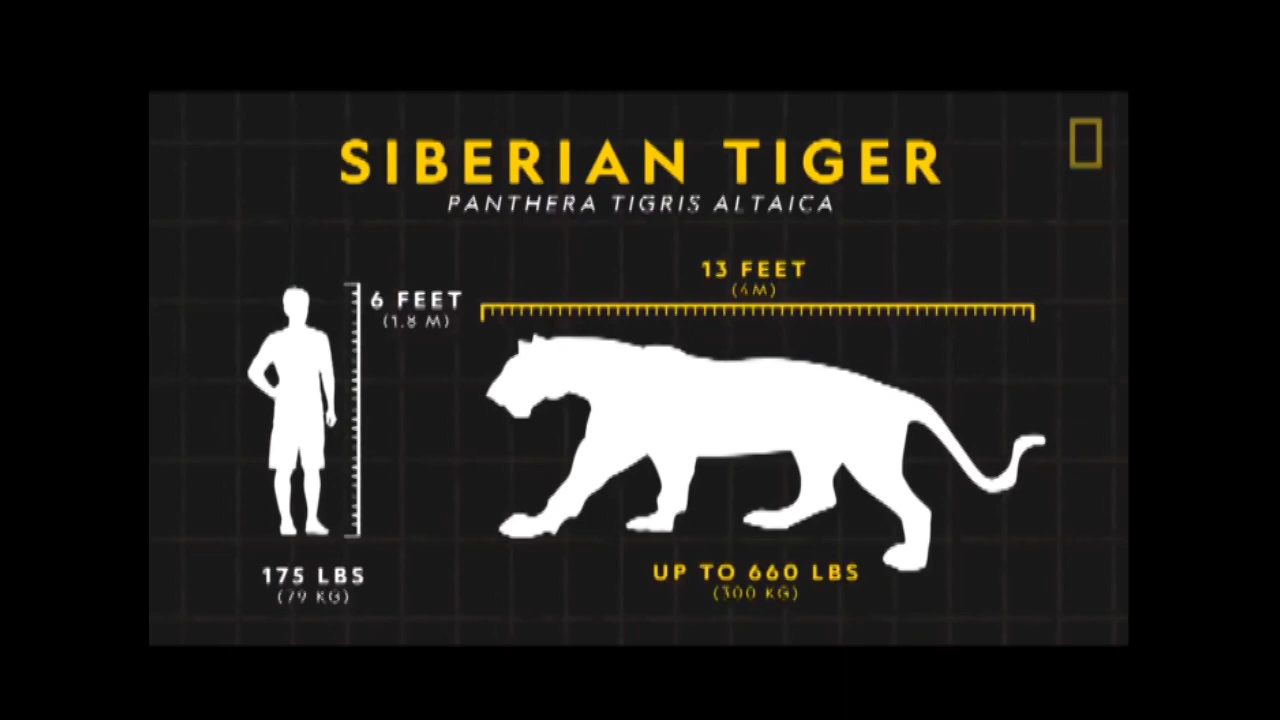 SIBERIAN TIGER
PANTHERA TIGRIS ALTAICA
13 FEET
(4M)
6 FEET
(1.8 M)
175 LBS
(79 KG)
UP TO 660 LBS
(300 KG)